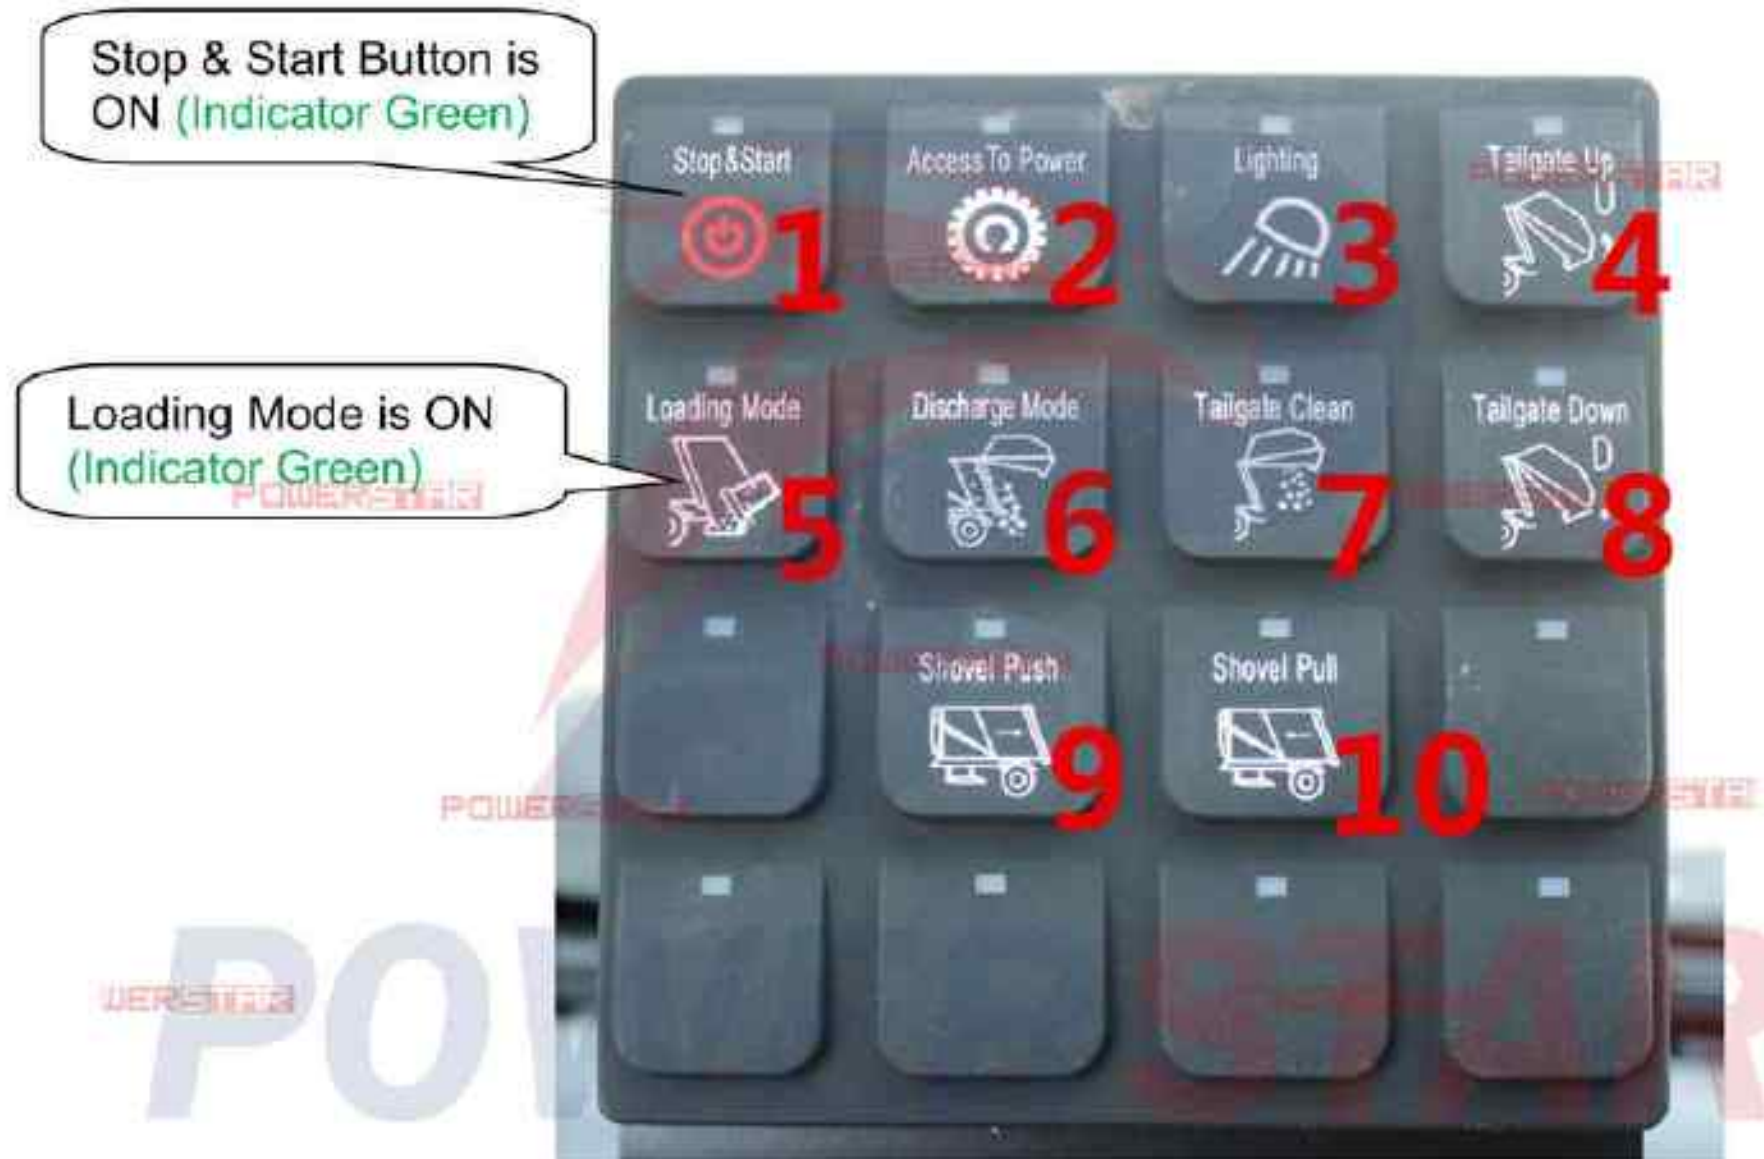 Stop & Start Button is
ON (Indicator Green)
Stop&Start
Access To Power
Lighting
Tailgate Up
U
1
2
3
4
Loading Mode is ON
(Indicator Green)
Loading Mode
Discharge Mode
Tailgate Clean
Tailgate Down
D
5
6
7
8
POWERSTAR
Shovel Push
Shovel Pull
9
10
POWERSTAR
WERSTAR